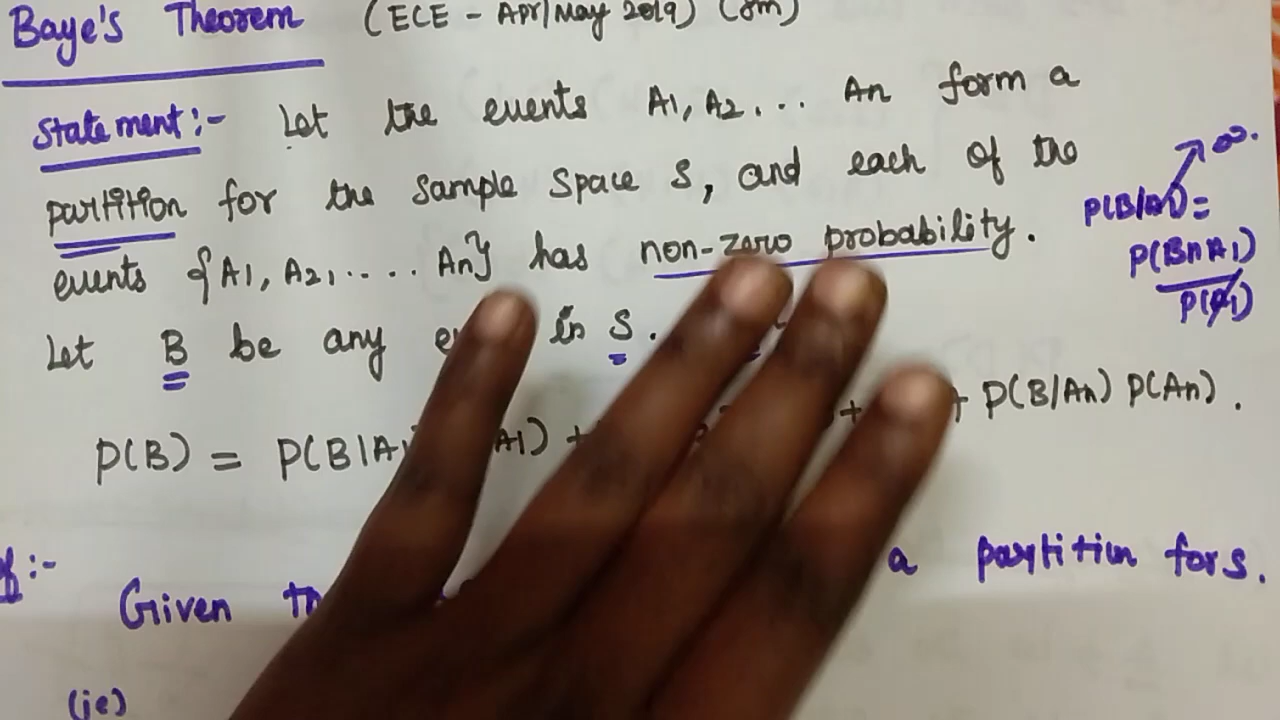 Baye's Theorem (ECE - Apr/May 2019) (8m)
Statement:- Let the events A1, A2... An form a
partition for the sample space S, and each of the
events {A1, A2, ..... An} has non-zero probability.
Let B be any in S.
P(B) = P(B/A A1) + + + P(B/An) P(An).
P(B/A1)=
∞.
P(B∩A1)
P(A1)
Given a partition for S.
(ie)